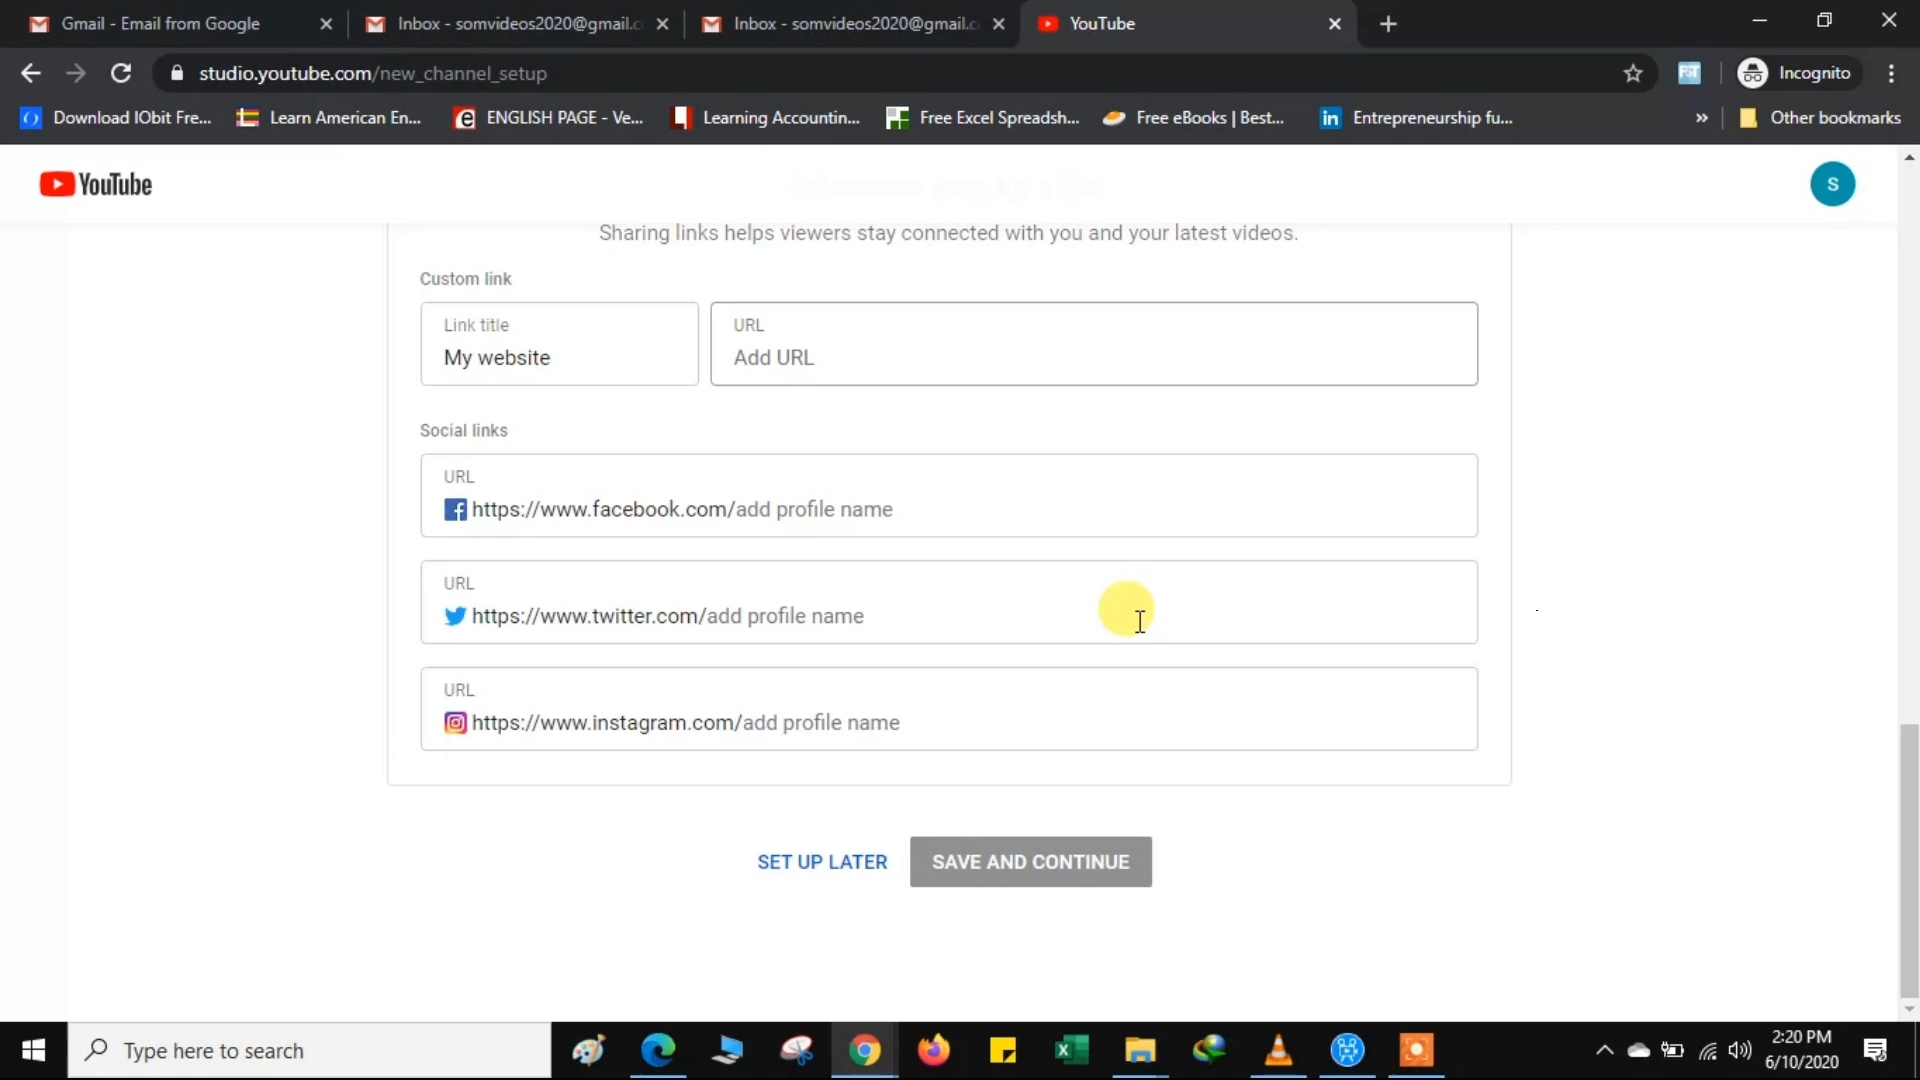 Gmail - Email from Google
Inbox - somvideos2020@gmail.c
Inbox - somvideos2020@gmail.c
YouTube
studio.youtube.com/new_channel_setup
Incognito
Download IObit Fre...
Learn American En...
ENGLISH PAGE - Ve...
Learning Accountin...
Free Excel Spreadsh...
Free eBooks | Best...
Entrepreneurship fu...
Other bookmarks
YouTube
S
Sharing links helps viewers stay connected with you and your latest videos.
Custom link
Link title
My website
URL
Add URL
Social links
URL
https://www.facebook.com/add profile name
URL
https://www.twitter.com/add profile name
URL
https://www.instagram.com/add profile name
SET UP LATER
SAVE AND CONTINUE
Type here to search
2:20 PM
6/10/2020